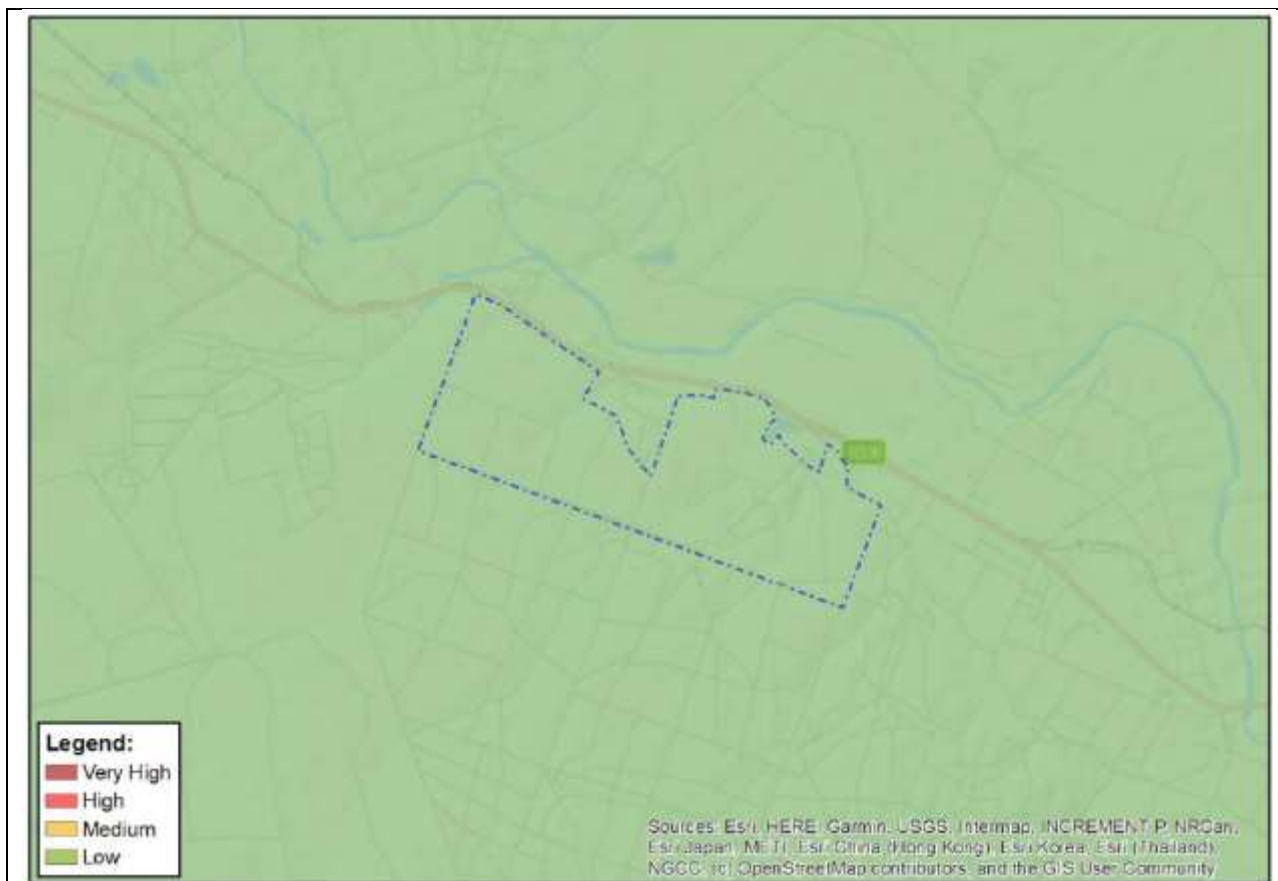 Legend:
Very High
High
Medium
Low
Sources: Esri, HERE, Garmin, USGS, Intermap, INCREMENT P, NRCan,
Esri Japan, METI, Esri China (Hong Kong), Esri Korea, Esri (Thailand),
NGCC, (c) OpenStreetMap contributors, and the GIS User Community